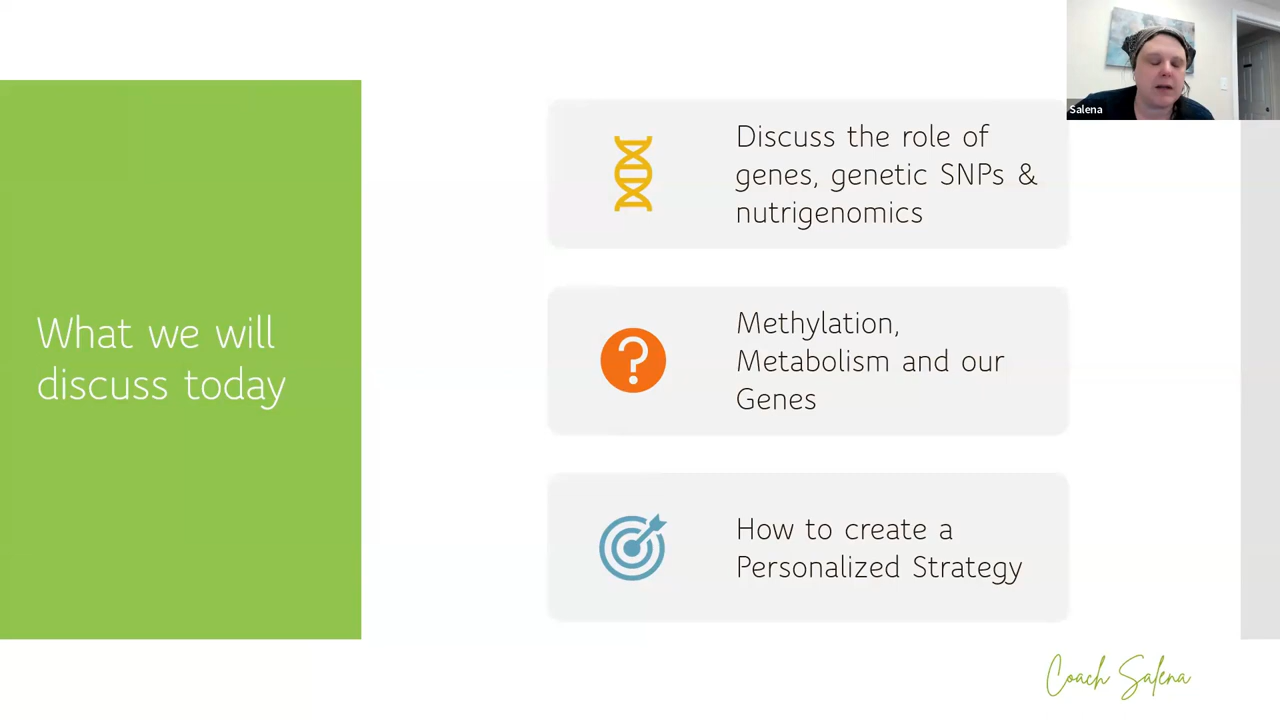 What we will
discuss today
Discuss the role of
genes, genetic SNPs &
nutrigenomics
?
Methylation,
Metabolism and our
Genes
How to create a
Personalized Strategy
Salena
Coach Salena